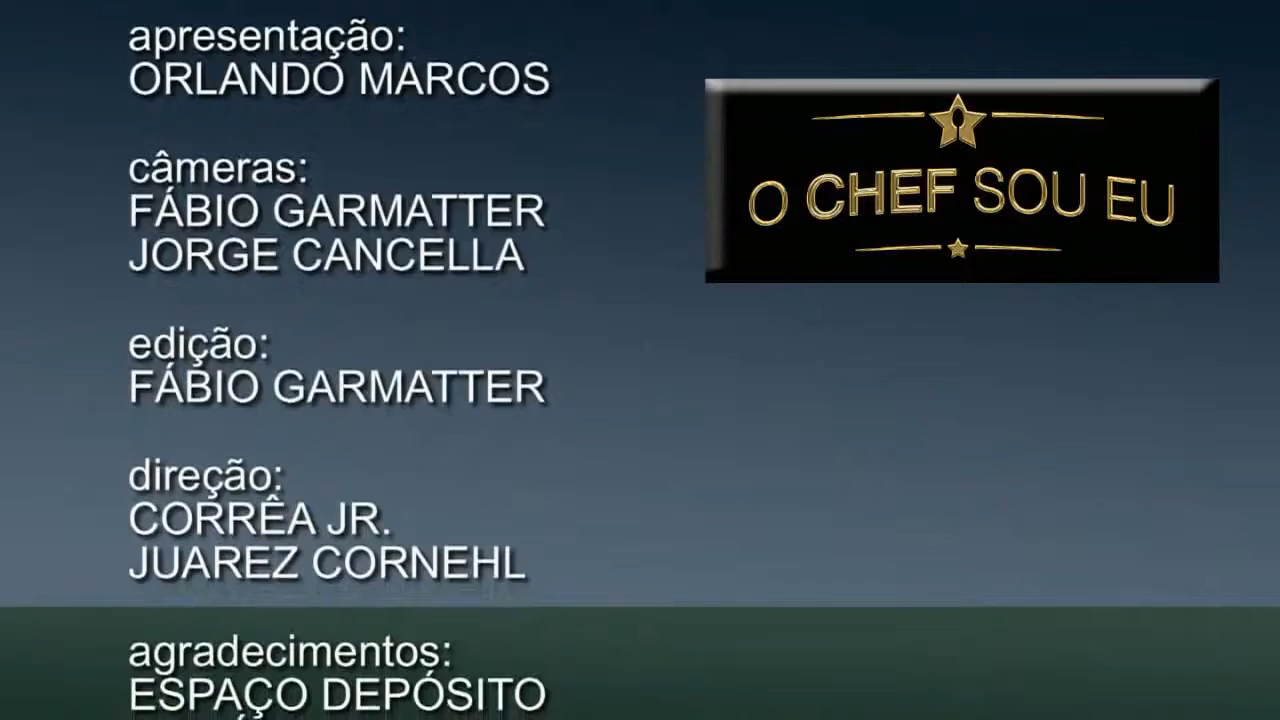 apresentação:
ORLANDO MARCOS
câmeras:
FÁBIO GARMATTER
JORGE CANCELLA
edição:
FÁBIO GARMATTER
direção:
CORRÊA JR.
JUAREZ CORNEHL
agradecimentos:
ESPAÇO DEPÓSITO
O CHEF SOU EU